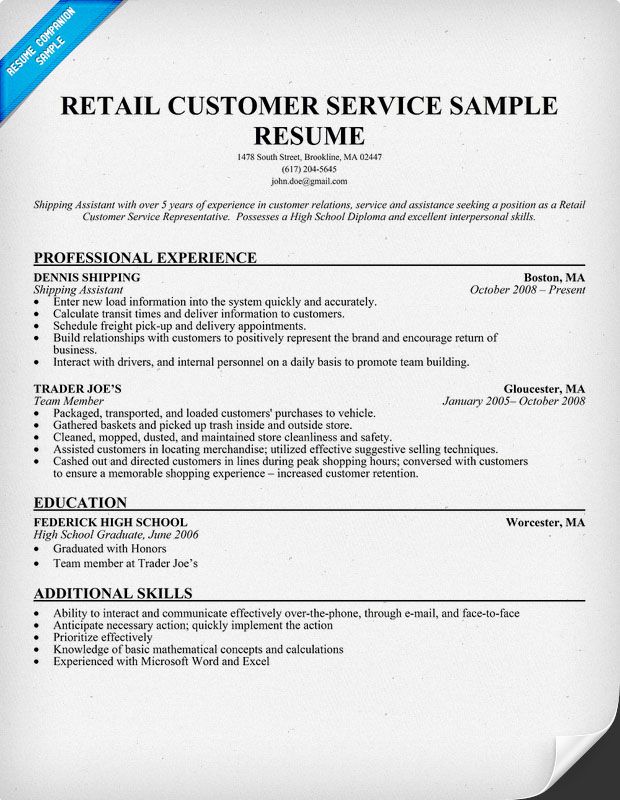 RESUME COMPANION
SAMPLE
RETAIL CUSTOMER SERVICE SAMPLE
RESUME
1478 South Street, Brookline, MA 02447
(617) 204-5645
john.doe@gmail.com
Shipping Assistant with over 5 years of experience in customer relations, service and assistance seeking a position as a Retail
Customer Service Representative.  Possesses a High School Diploma and excellent interpersonal skills.
PROFESSIONAL EXPERIENCE
DENNIS SHIPPING Boston, MA
Shipping Assistant October 2008 – Present
• Enter new load information into the system quickly and accurately.
• Calculate transit times and deliver information to customers.
• Schedule freight pick-up and delivery appointments.
• Build relationships with customers to positively represent the brand and encourage return of
business.
• Interact with drivers, and internal personnel on a daily basis to promote team building.
TRADER JOE'S Gloucester, MA
Team Member January 2005– October 2008
• Packaged, transported, and loaded customers' purchases to vehicle.
• Gathered baskets and picked up trash inside and outside store.
• Cleaned, mopped, dusted, and maintained store cleanliness and safety.
• Assisted customers in locating merchandise; utilized effective suggestive selling techniques.
• Cashed out and directed customers in lines during peak shopping hours; conversed with customers
to ensure a memorable shopping experience – increased customer retention.
EDUCATION
FEDERICK HIGH SCHOOL Worcester, MA
High School Graduate, June 2006
• Graduated with Honors
• Team member at Trader Joe's
ADDITIONAL SKILLS
• Ability to interact and communicate effectively over-the-phone, through e-mail, and face-to-face
• Anticipate necessary action; quickly implement the action
• Prioritize effectively
• Knowledge of basic mathematical concepts and calculations
• Experienced with Microsoft Word and Excel